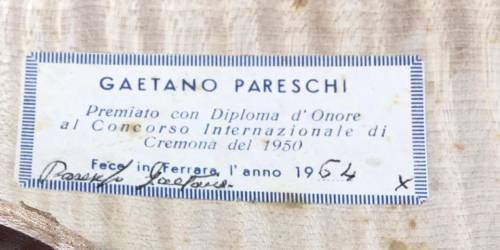 GAETANO PARESCHI
Premiato con Diploma d'Onore
al Concorso Internazionale di
Cremona del 1950
Fece in Ferrara, l'anno 1964
Pareschi Gaetano x